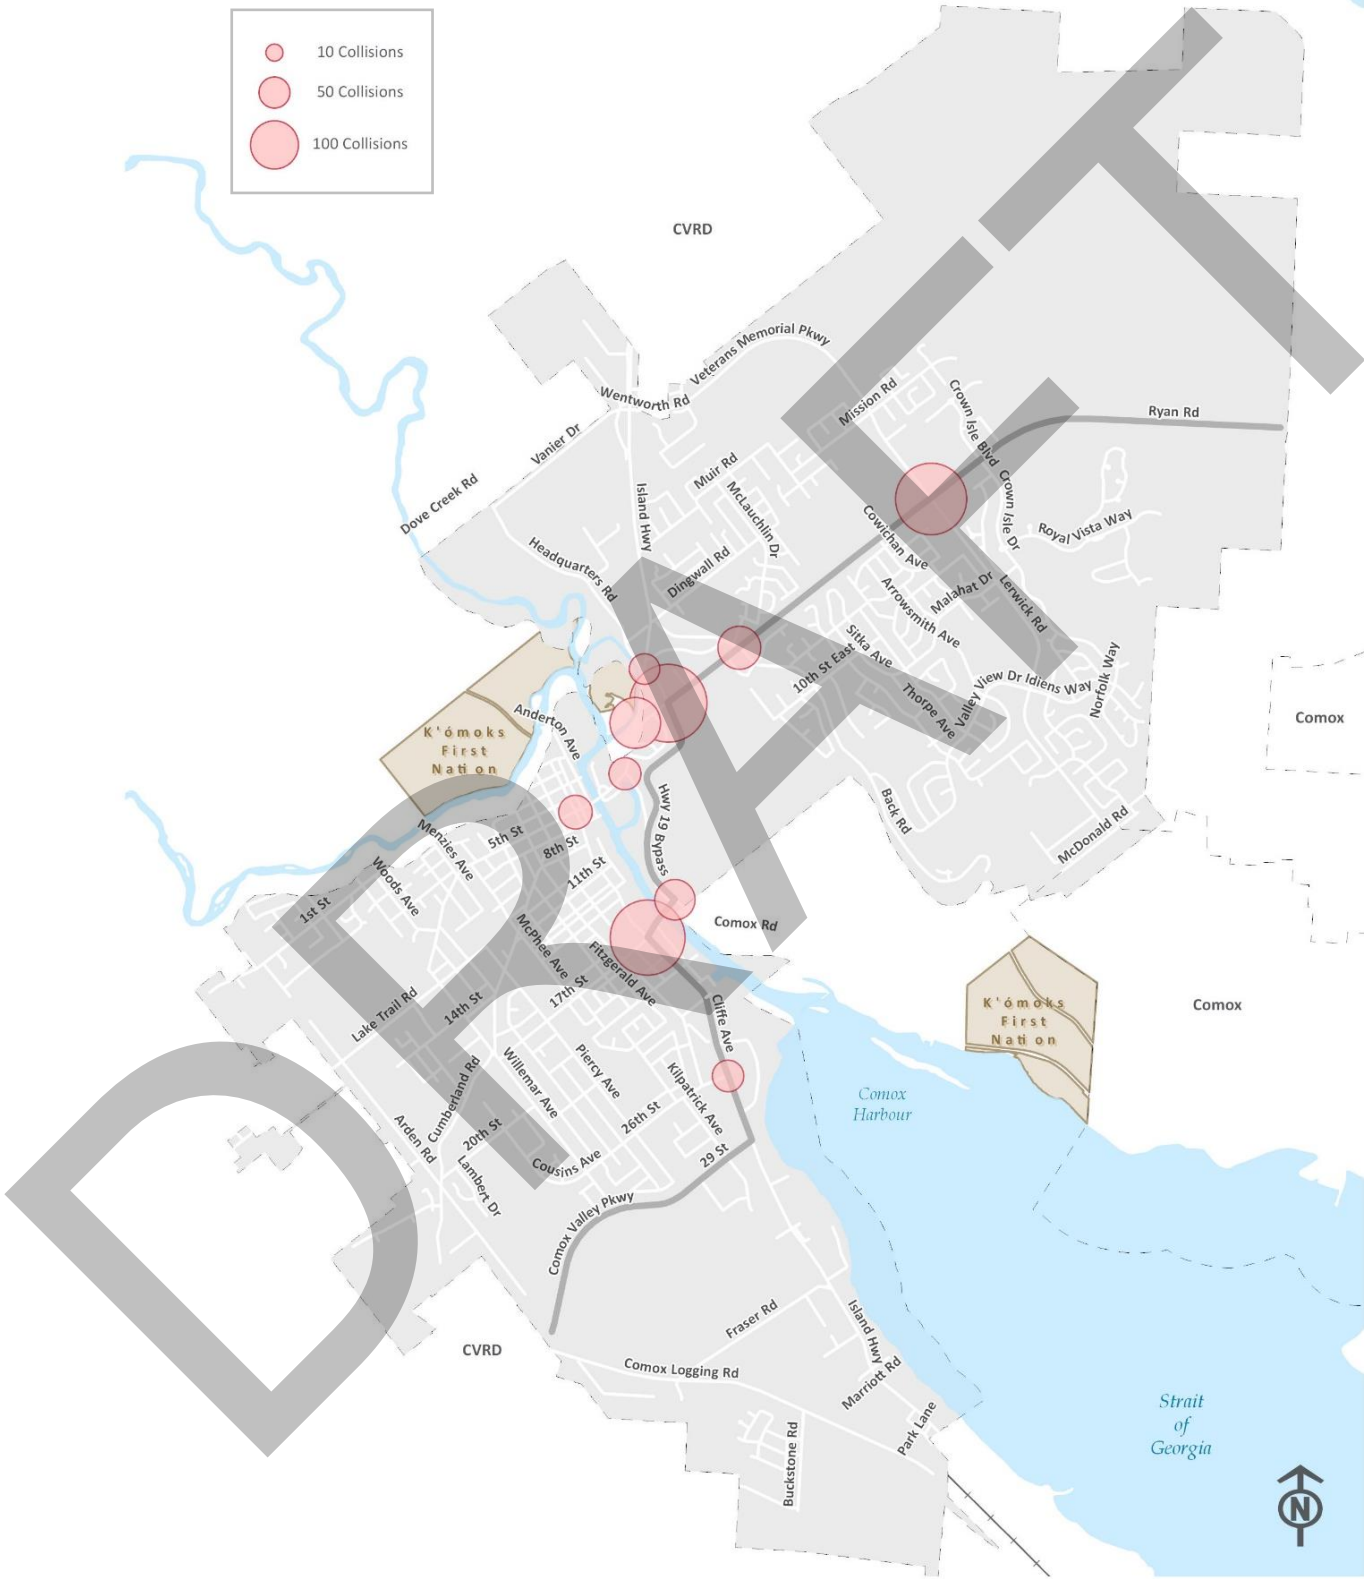 10 Collisions
50 Collisions
100 Collisions
CVRD
Veterans Memorial Pkwy
Wentworth Rd
Mission Rd
Crown Isle Blvd
Ryan Rd
Vanier Dr
Muir Rd
Dove Creek Rd
Island Hwy
McLauchlin Dr
Crown Isle Dr
Royal Vista Way
Cowichan Ave
Headquarters Rd
Dingwall Rd
Malahat Dr
Lerwick Rd
Arrowsmith Ave
Sitka Ave
10th St East
Valley View Dr
Idiens Way
Norfolk Way
Thorpe Ave
Anderton Ave
K'ómoks
First
Nation
Comox
Hwy 19 Bypass
Back Rd
McDonald Rd
Menzies Ave
5th St
8th St
11th St
Woods Ave
1st St
Comox Rd
McPhee Ave
Fitzgerald Ave
17th St
14th St
Lake Trail Rd
Cliffe Ave
K'ómoks
First
Nation
Comox
Cumberland Rd
Willemar Ave
Piercy Ave
Kilpatrick Ave
26th St
20th St
Arden Rd
Cousins Ave
29 St
Lambert Dr
Comox
Harbour
Comox Valley Pkwy
Fraser Rd
Island Hwy
CVRD
Comox Logging Rd
Marriott Rd
Park Lane
Buckstone Rd
Strait
of
Georgia
N
DRAFT